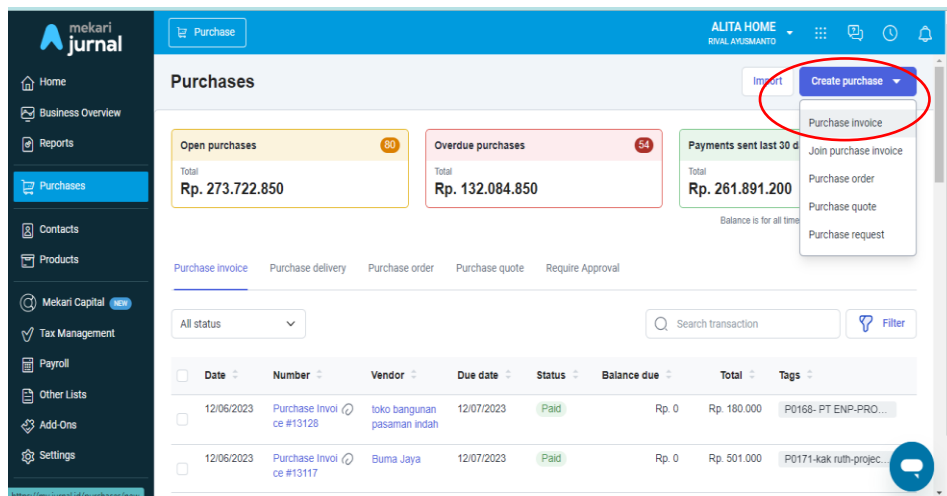 mekari
jurnal
Purchase
ALITA HOME
RIVAL AYUSMANTO
Home
Business Overview
Reports
Purchases
Contacts
Products
Mekari Capital NEW
Tax Management
Payroll
Other Lists
Add-Ons
Settings
https://my.jurnal.id/purchases/new
Purchases
Import
Create purchase
Purchase invoice
Join purchase invoice
Purchase order
Purchase quote
Purchase request
Open purchases 80
Total
Rp. 273.722.850
Overdue purchases 54
Total
Rp. 132.084.850
Payments sent last 30 d
Total
Rp. 261.891.200
Balance is for all time
Purchase invoice Purchase delivery Purchase order Purchase quote Require Approval
All status
Search transaction
Filter
Date Number Vendor Due date Status Balance due Total Tags
12/06/2023 Purchase Invoi toko bangunan 12/07/2023 Paid Rp. 0 Rp. 180.000 P0168- PT ENP-PRO...
ce #13128 pasaman indah
12/06/2023 Purchase Invoi Buma Jaya 12/07/2023 Paid Rp. 0 Rp. 501.000 P0171-kak ruth-projec...
ce #13117